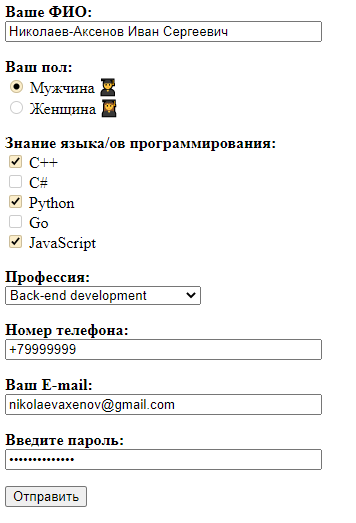 Ваше ФИО:
Николаев-Аксенов Иван Сергеевич
Ваш пол:
Мужчина 👨‍🎓
Женщина 👩‍🎓
Знание языка/ов программирования:
C++
C#
Python
Go
JavaScript
Профессия:
Back-end development
Номер телефона:
+79999999
Ваш E-mail:
nikolaevaxenov@gmail.com
Введите пароль:
••••••••••••••
Отправить